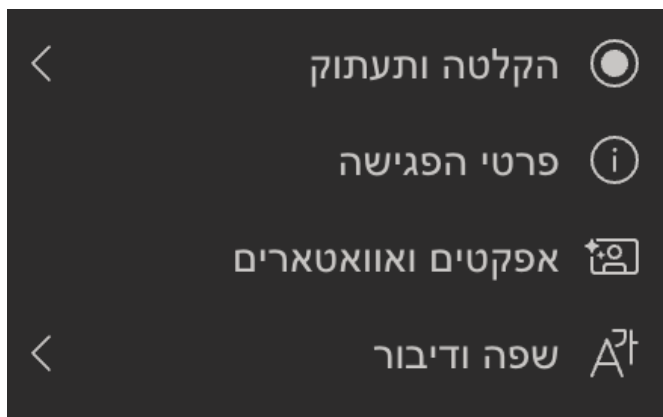 הקלטה ותעתוק
פרטי הפגישה
אפקטים ואוואטארים
שפה ודיבור